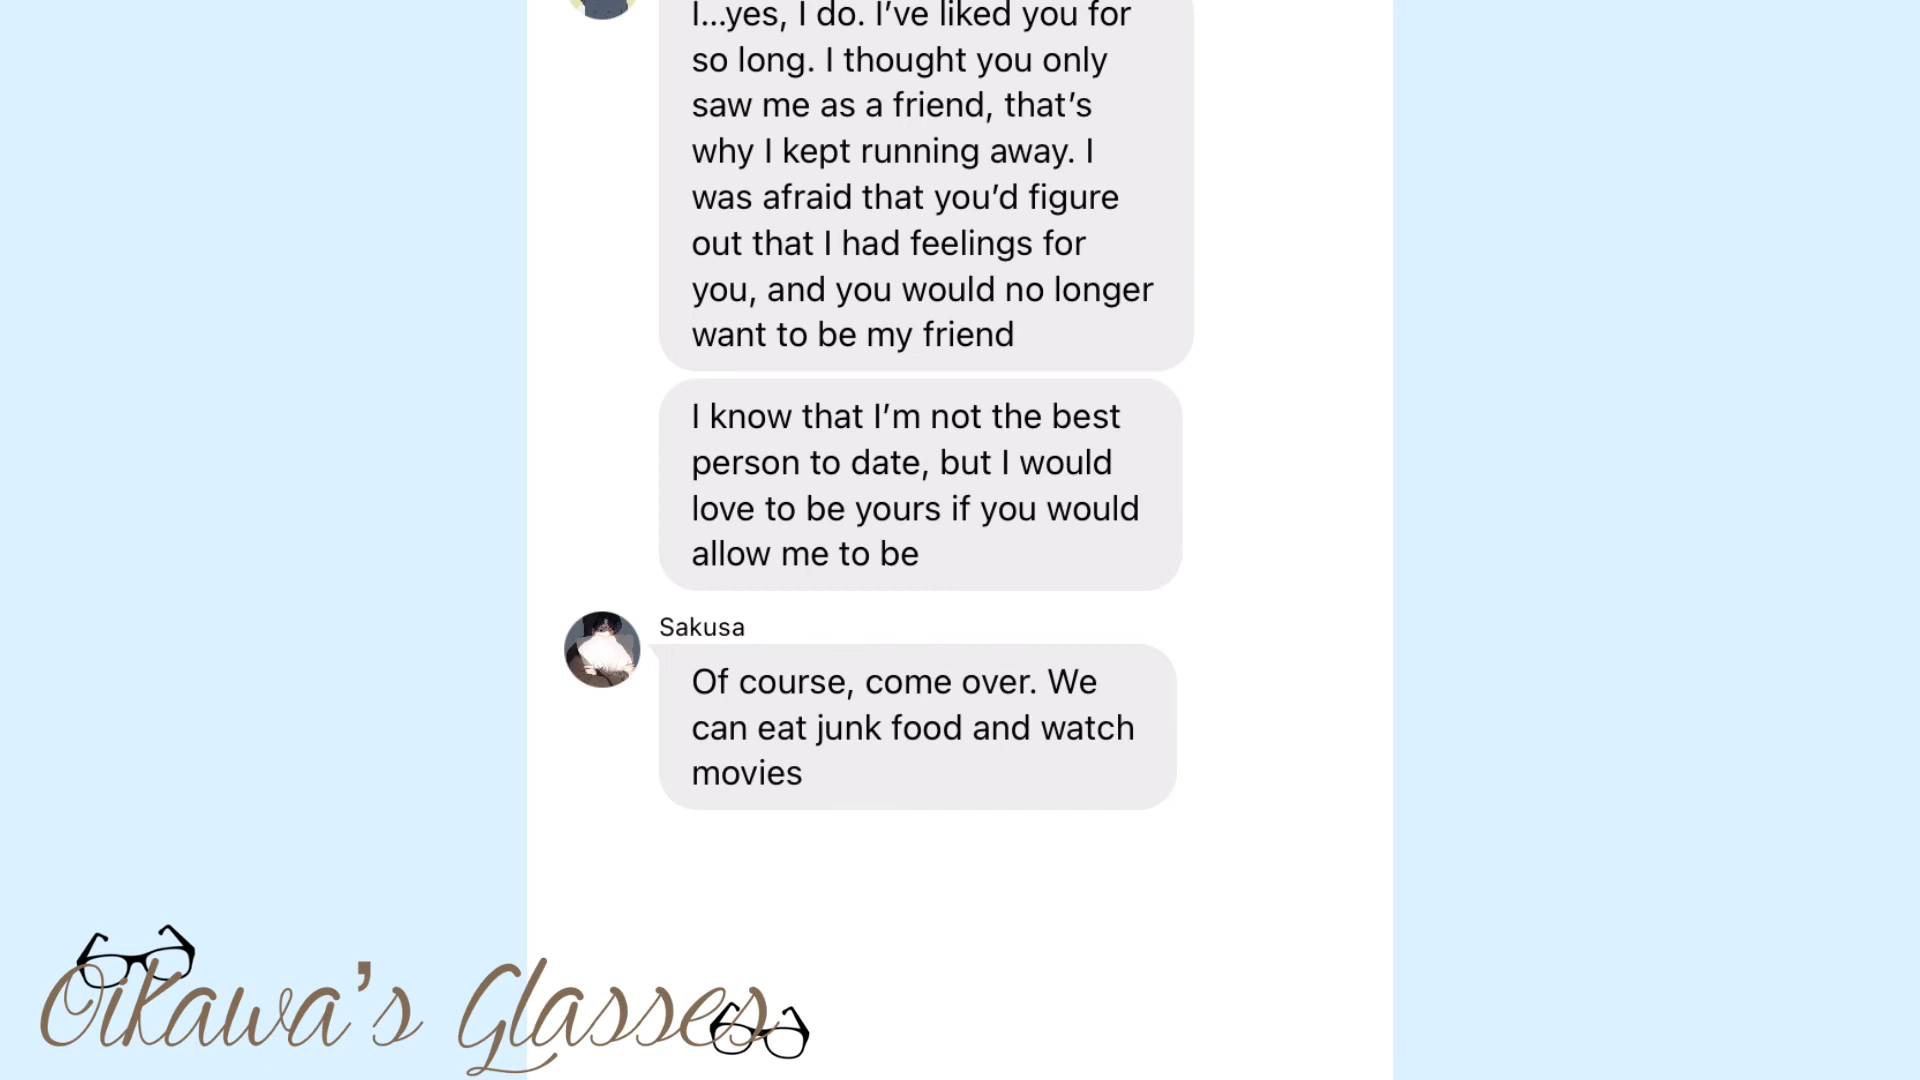 I...yes, I do. I’ve liked you for
so long. I thought you only
saw me as a friend, that’s
why I kept running away. I
was afraid that you’d figure
out that I had feelings for
you, and you would no longer
want to be my friend
I know that I’m not the best
person to date, but I would
love to be yours if you would
allow me to be
Sakusa
Of course, come over. We
can eat junk food and watch
movies
Oikawa’s Glasses